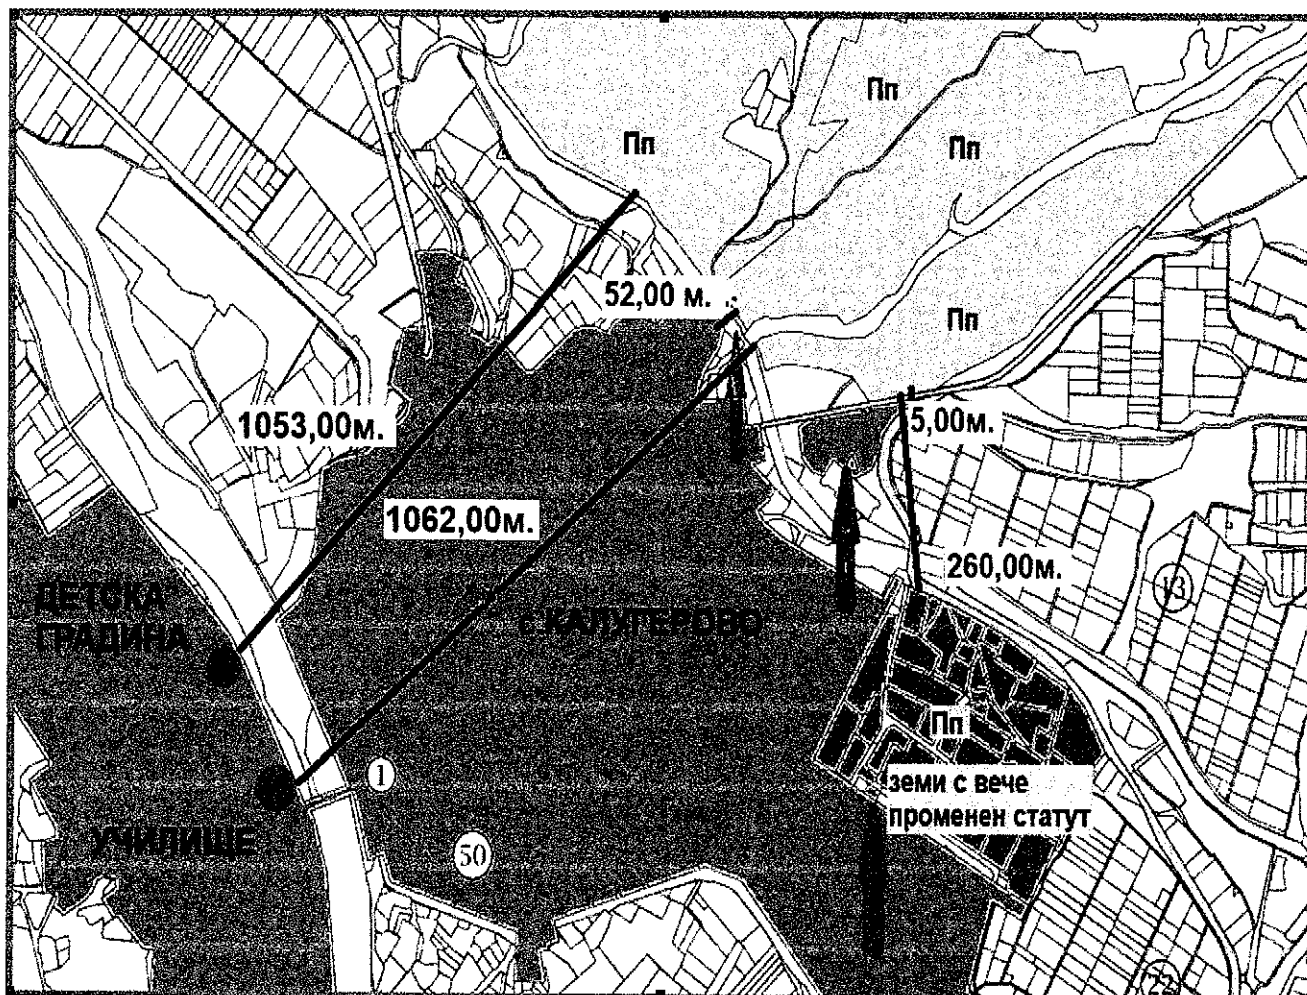 Пп
Пп
Пп
52,00 м.
Пп
1053,00м.
5,00м.
1062,00м.
260,00м.
13
ДЕТСКА
ГРАДИНА
с.КАЛУГЕРОВО
Пп
1
земи с вече
променен статут
УЧИЛИЩЕ
50
22